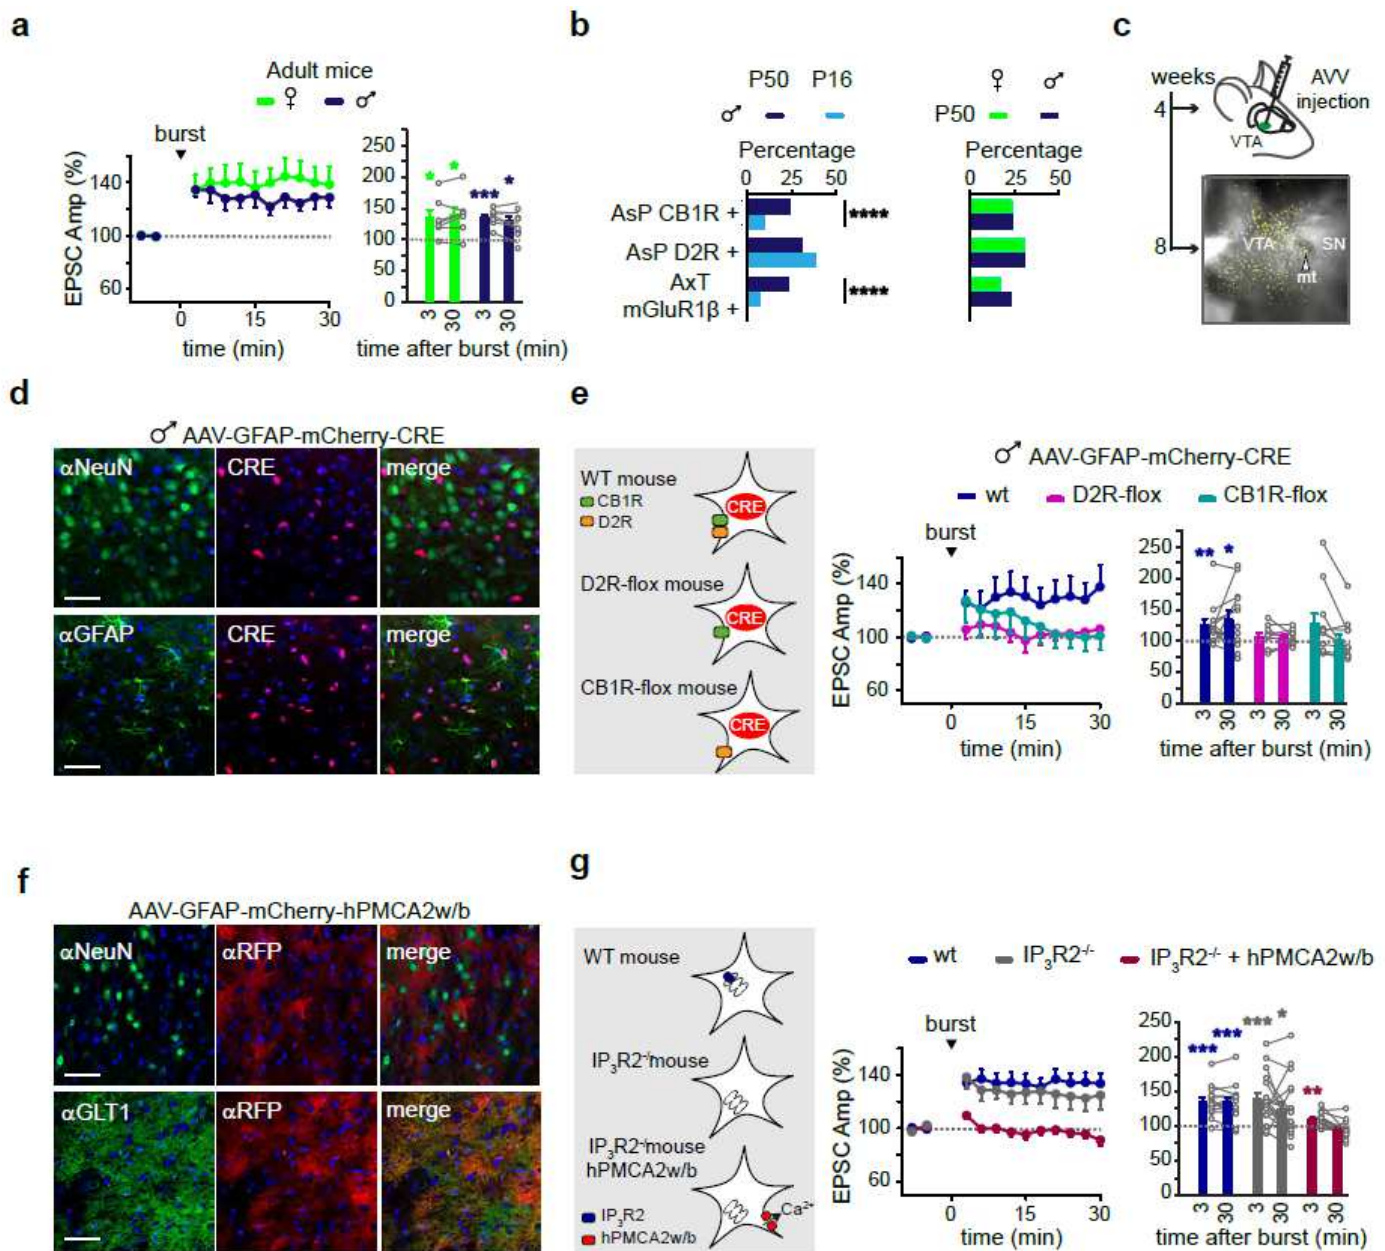 a
Adult mice
♀ ♂
burst
EPSC Amp (%)
140
100
60
0 15 30
time (min)
250
200
150
100
50
0
* * *** *
3 30 3 30
time after burst (min)
b
P50 P16
♂
Percentage
0 25 50
AsP CB1R +
AsP D2R +
AxT
mGluR1β +
****
****
♀ ♂
P50
Percentage
0 25 50
c
weeks
4
8
AVV
injection
VTA
VTA SN
mt
d
♂ AAV-GFAP-mCherry-CRE
αNeuN CRE merge
αGFAP CRE merge
e
WT mouse
CB1R
D2R
CRE
D2R-flox mouse
CRE
CB1R-flox mouse
CRE
♂ AAV-GFAP-mCherry-CRE
wt D2R-flox CB1R-flox
burst
EPSC Amp (%)
140
100
60
0 15 30
time (min)
250
200
150
100
50
0
** *
3 30 3 30 3 30
time after burst (min)
f
AAV-GFAP-mCherry-hPMCA2w/b
αNeuN αRFP merge
αGLT1 αRFP merge
g
WT mouse
IP₃R2⁻/⁻mouse
IP₃R2⁻/⁻mouse
hPMCA2w/b
Ca²⁺
IP₃R2
hPMCA2w/b
wt IP₃R2⁻/⁻ IP₃R2⁻/⁻ + hPMCA2w/b
burst
EPSC Amp (%)
140
100
60
0 15 30
time (min)
250
200
150
100
50
0
*** *** *** * **
3 30 3 30 3 30
time after burst (min)